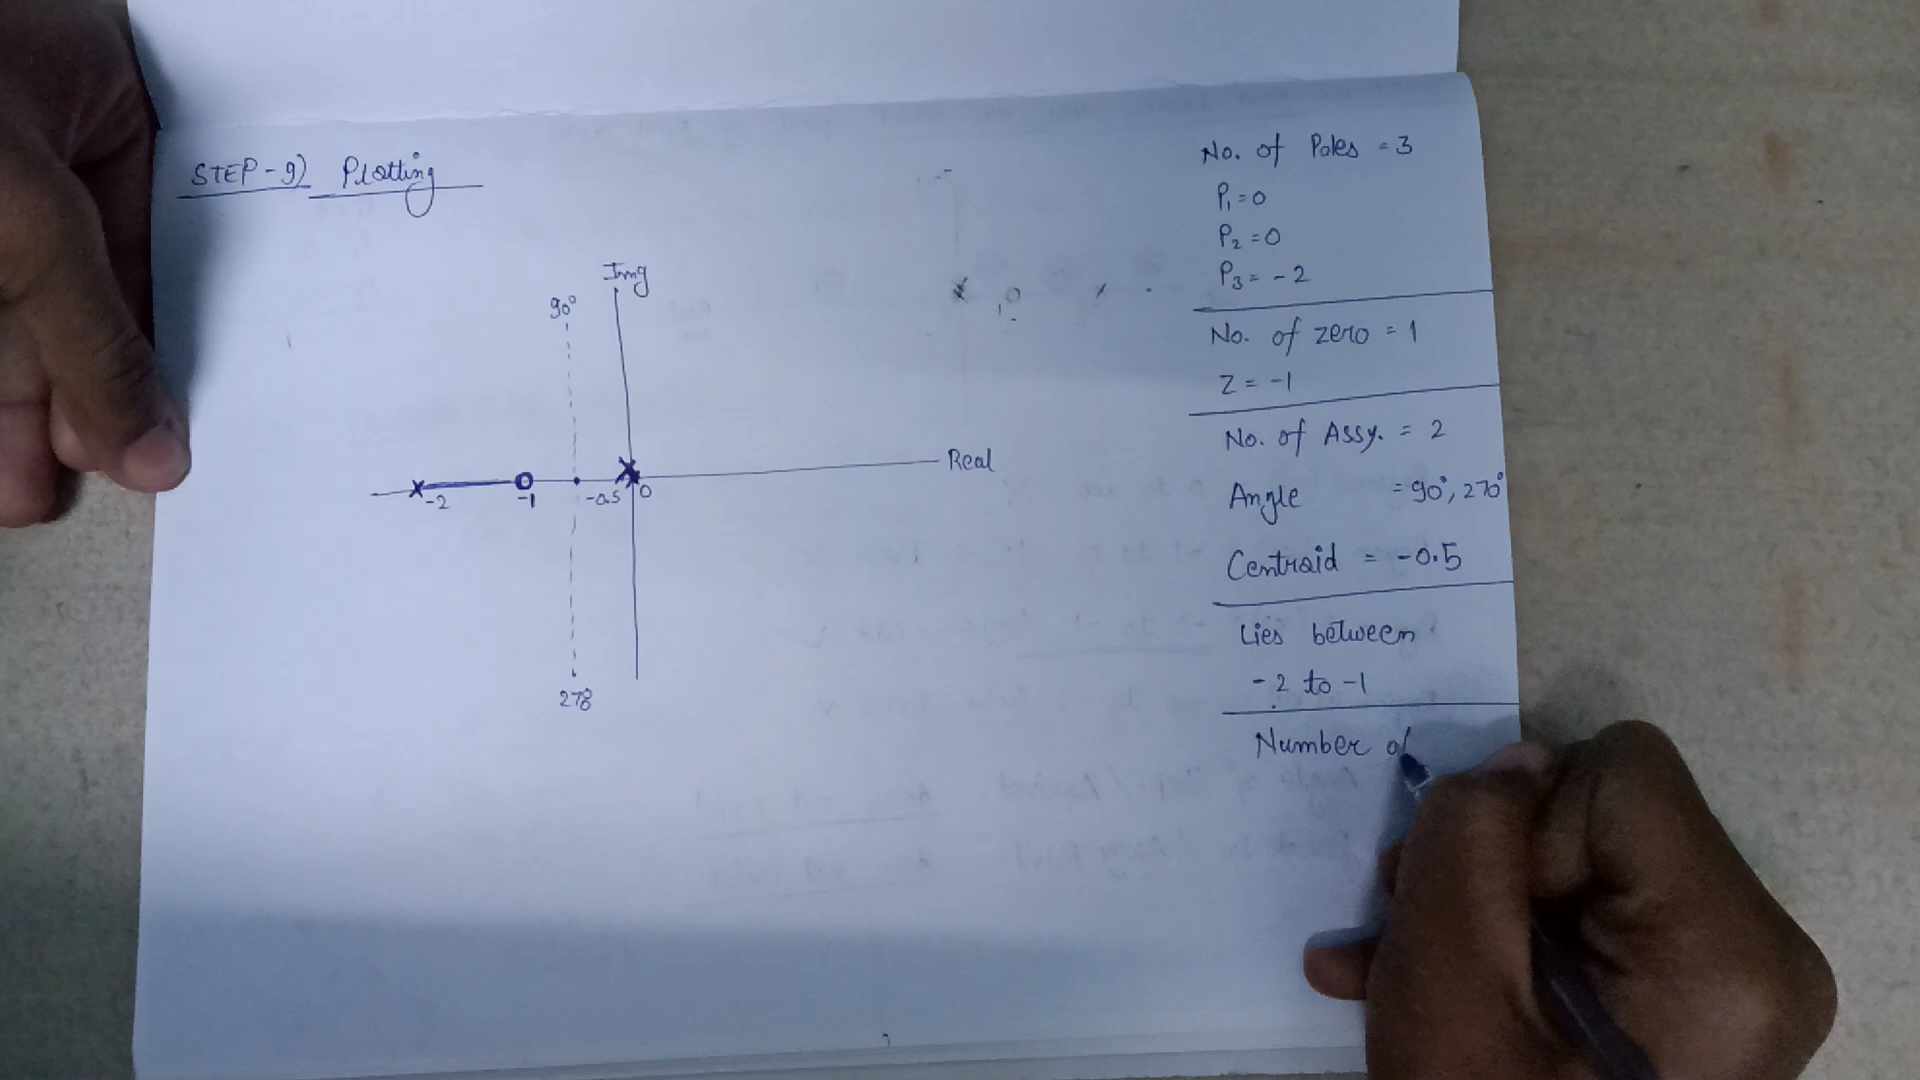 STEP-9) Plotting
Img
90°
Real
-2
-1
-0.5
0
278
No. of Poles = 3
P1 = 0
P2 = 0
P3 = -2
No. of zero = 1
Z = -1
No. of Assy. = 2
Angle = 90°, 270°
Centroid = -0.5
Lies between
-2 to -1
Number of